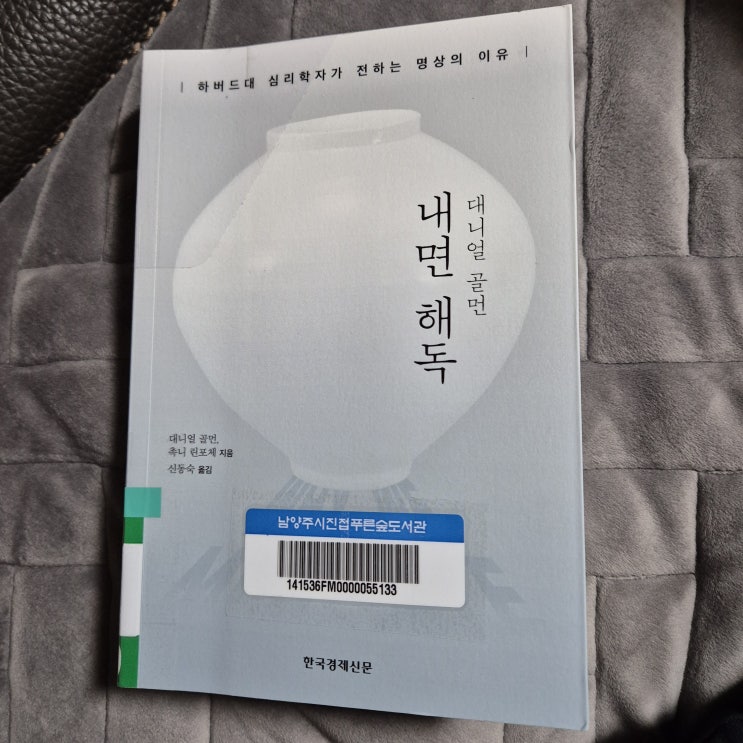 | 하버드대 심리학자가 전하는 명상의 이유 |
대니얼 골먼
내면 해독
대니얼 골먼,
촉니 린포체 지음
신동숙 옮김
남양주시진접푸른숲도서관
141536FM0000055133
한국경제신문